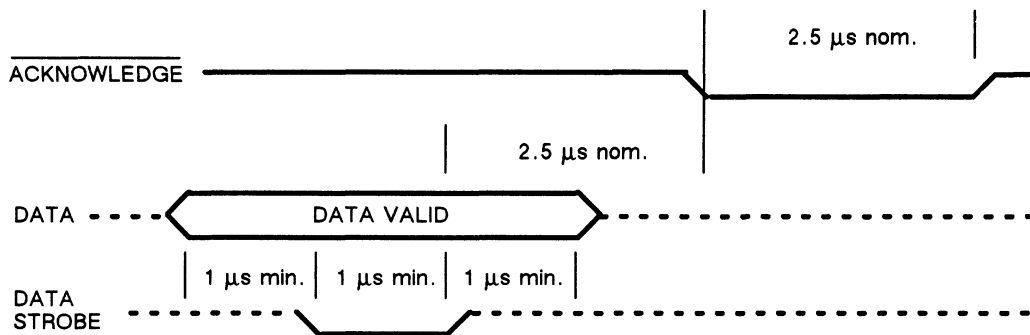 2.5 µs nom.
ACKNOWLEDGE
2.5 µs nom.
DATA
DATA VALID
1 µs min.
1 µs min.
1 µs min.
DATA
STROBE